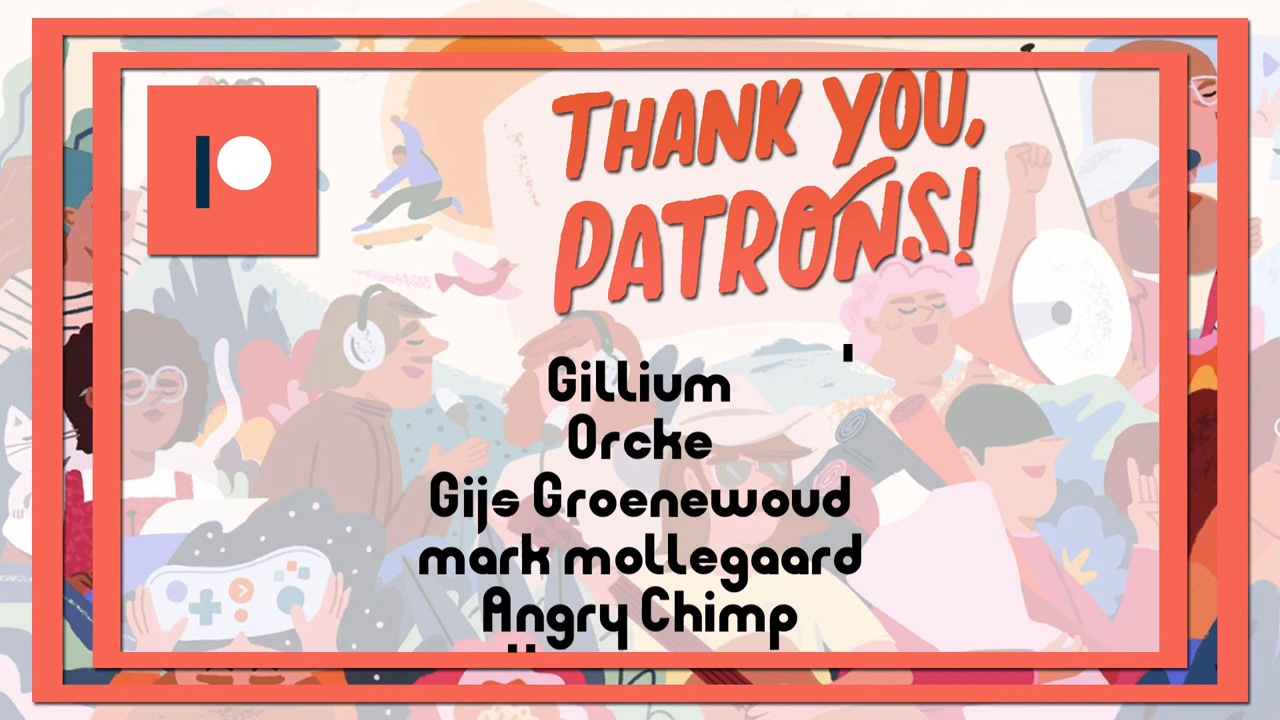 THANK YOU,
PATRONS!
Gillium
Orcke
Gijs Groenewoud
mark mollegaard
Angry Chimp